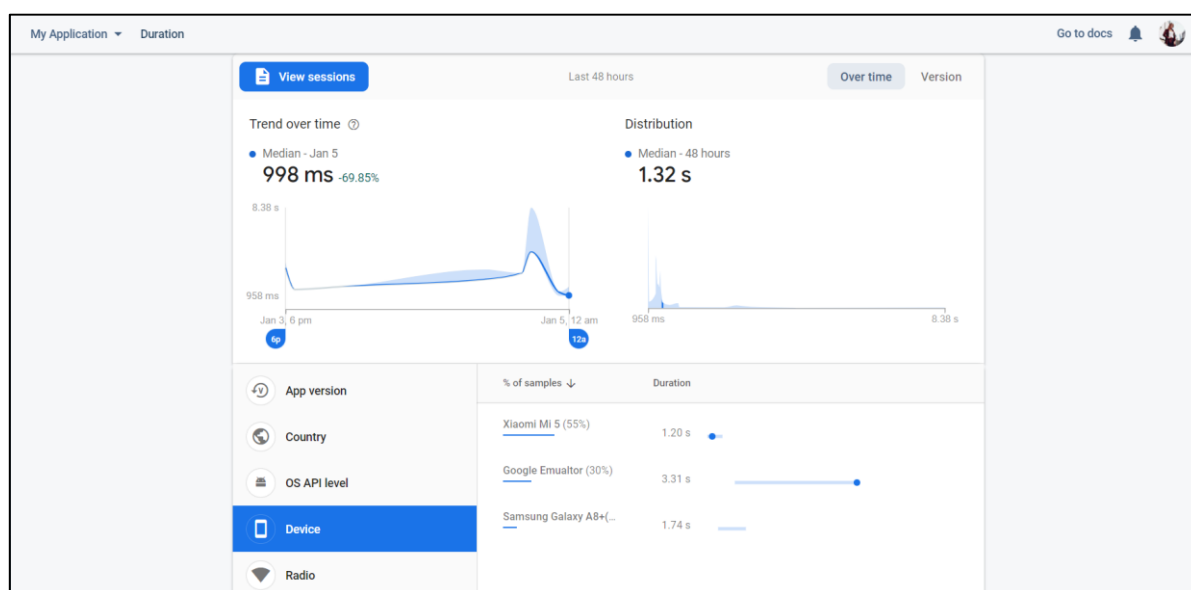 My Application Duration Go to docs
View sessions Last 48 hours Over time Version
Trend over time
Median - Jan 5
998 ms -69.85%
8.38 s
958 ms
Jan 3, 6 pm Jan 5, 12 am
6p 12a
Distribution
Median - 48 hours
1.32 s
958 ms 8.38 s
App version
Country
OS API level
Device
Radio
% of samples Duration
Xiaomi Mi 5 (55%) 1.20 s
Google Emualtor (30%) 3.31 s
Samsung Galaxy A8+(... 1.74 s